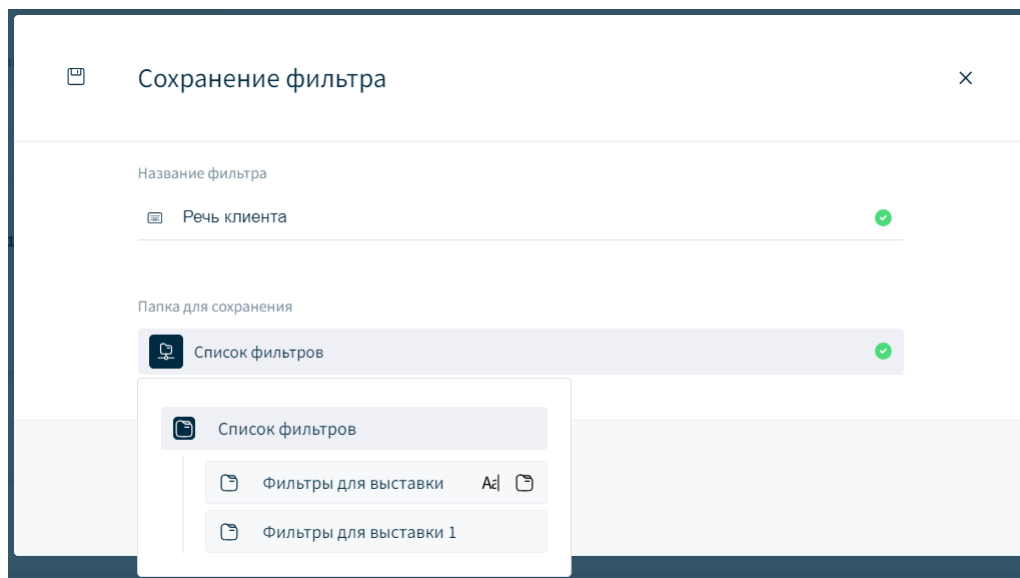 Сохранение фильтра
Название фильтра
Речь клиента
Папка для сохранения
Список фильтров
Список фильтров
Фильтры для выставки Aa
Фильтры для выставки 1